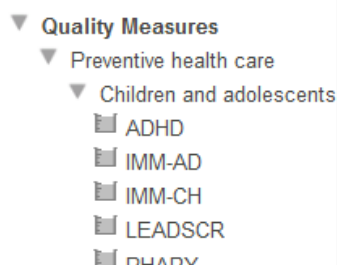 Quality Measures
Preventive health care
Children and adolescents
ADHD
IMM-AD
IMM-CH
LEADSCR